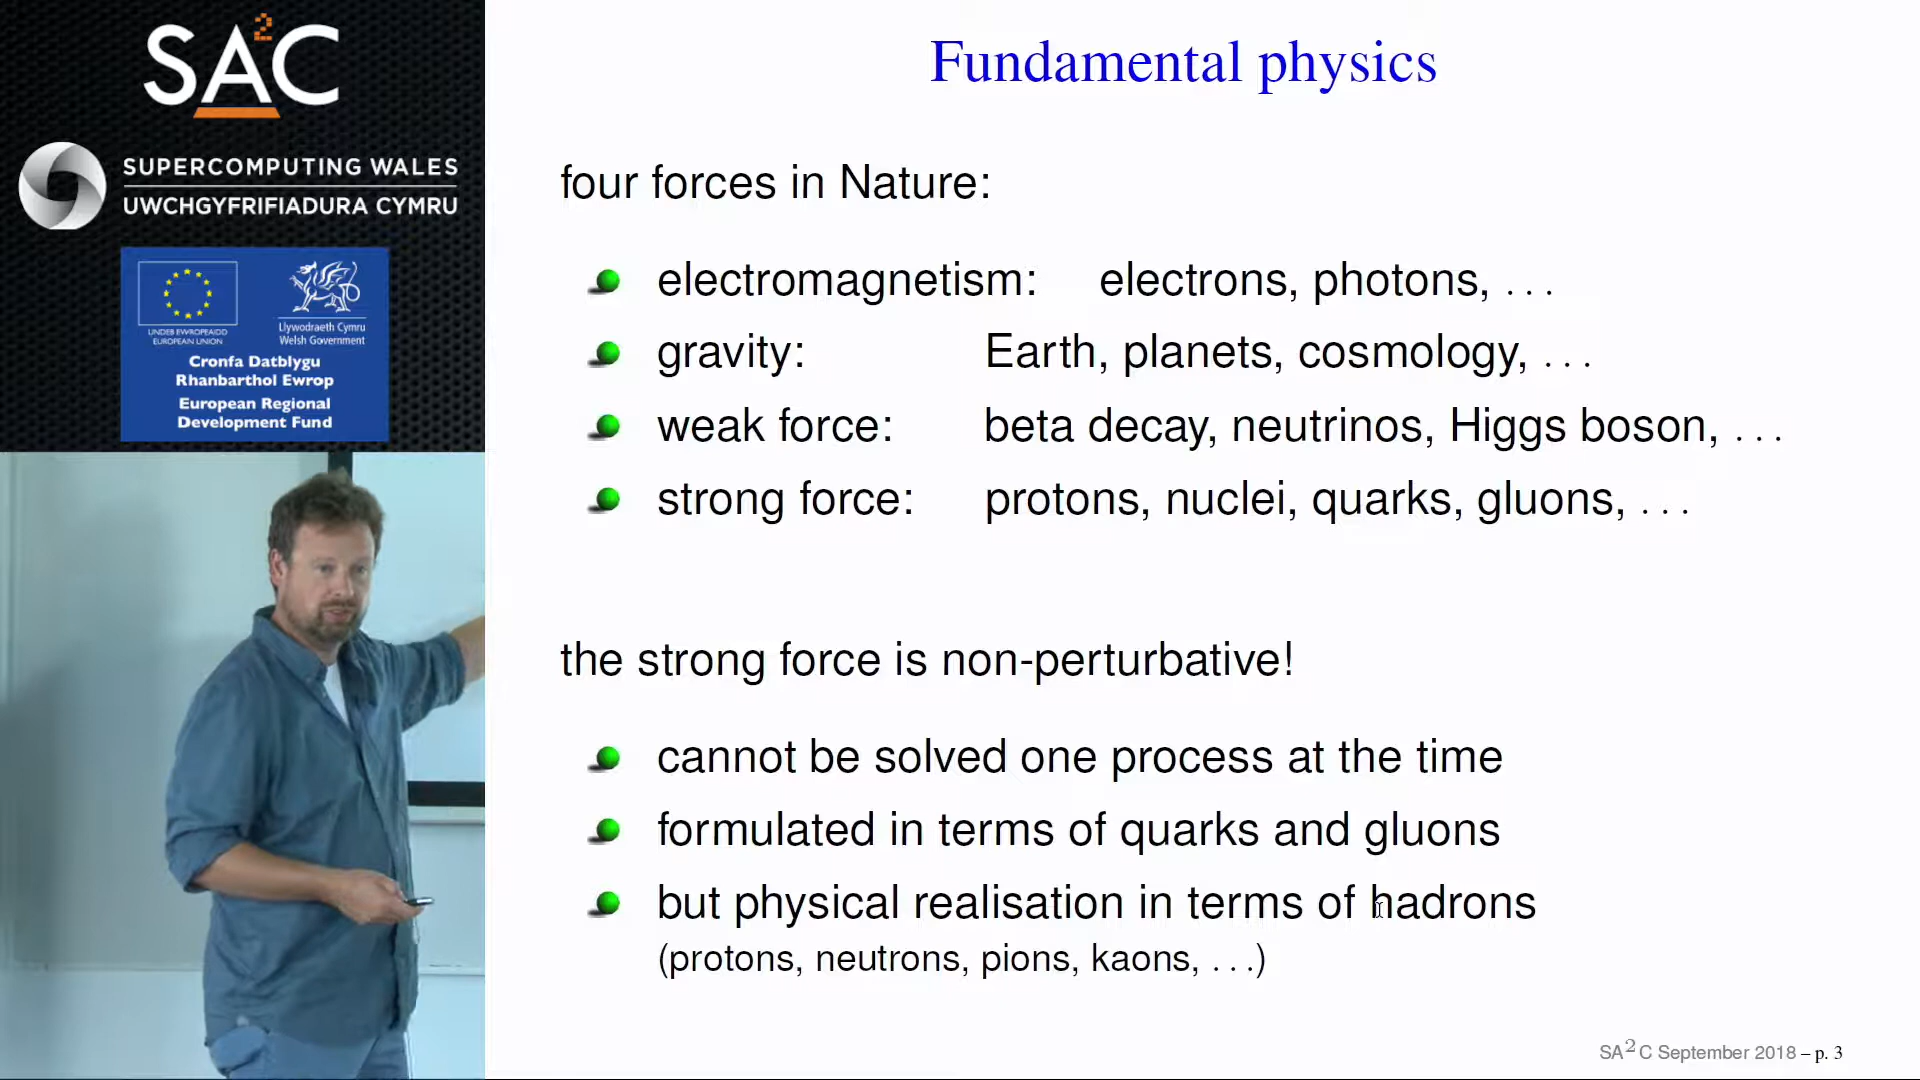 SA2C
SUPERCOMPUTING WALES
UWCHGYFRIFIADURA CYMRU
UNDEB EWROPEAIDD
EUROPEAN UNION
Llywodraeth Cymru
Welsh Government
Cronfa Datblygu
Rhanbarthol Ewrop
European Regional
Development Fund
Fundamental physics
four forces in Nature:
electromagnetism: electrons, photons, . . .
gravity: Earth, planets, cosmology, . . .
weak force: beta decay, neutrinos, Higgs boson, . . .
strong force: protons, nuclei, quarks, gluons, . . .
the strong force is non-perturbative!
cannot be solved one process at the time
formulated in terms of quarks and gluons
but physical realisation in terms of hadrons
(protons, neutrons, pions, kaons, . . .)
SA2C September 2018 – p. 3